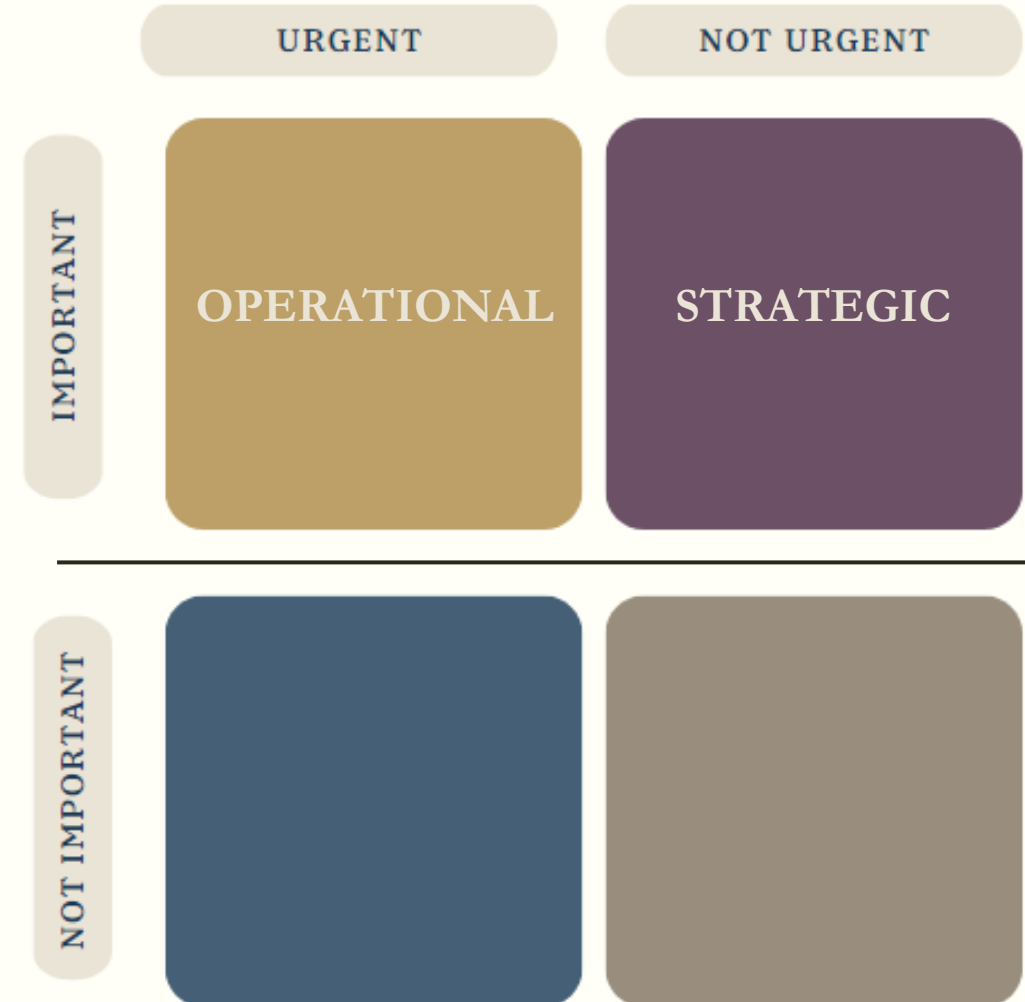 URGENT
NOT URGENT
IMPORTANT
OPERATIONAL
STRATEGIC
NOT IMPORTANT